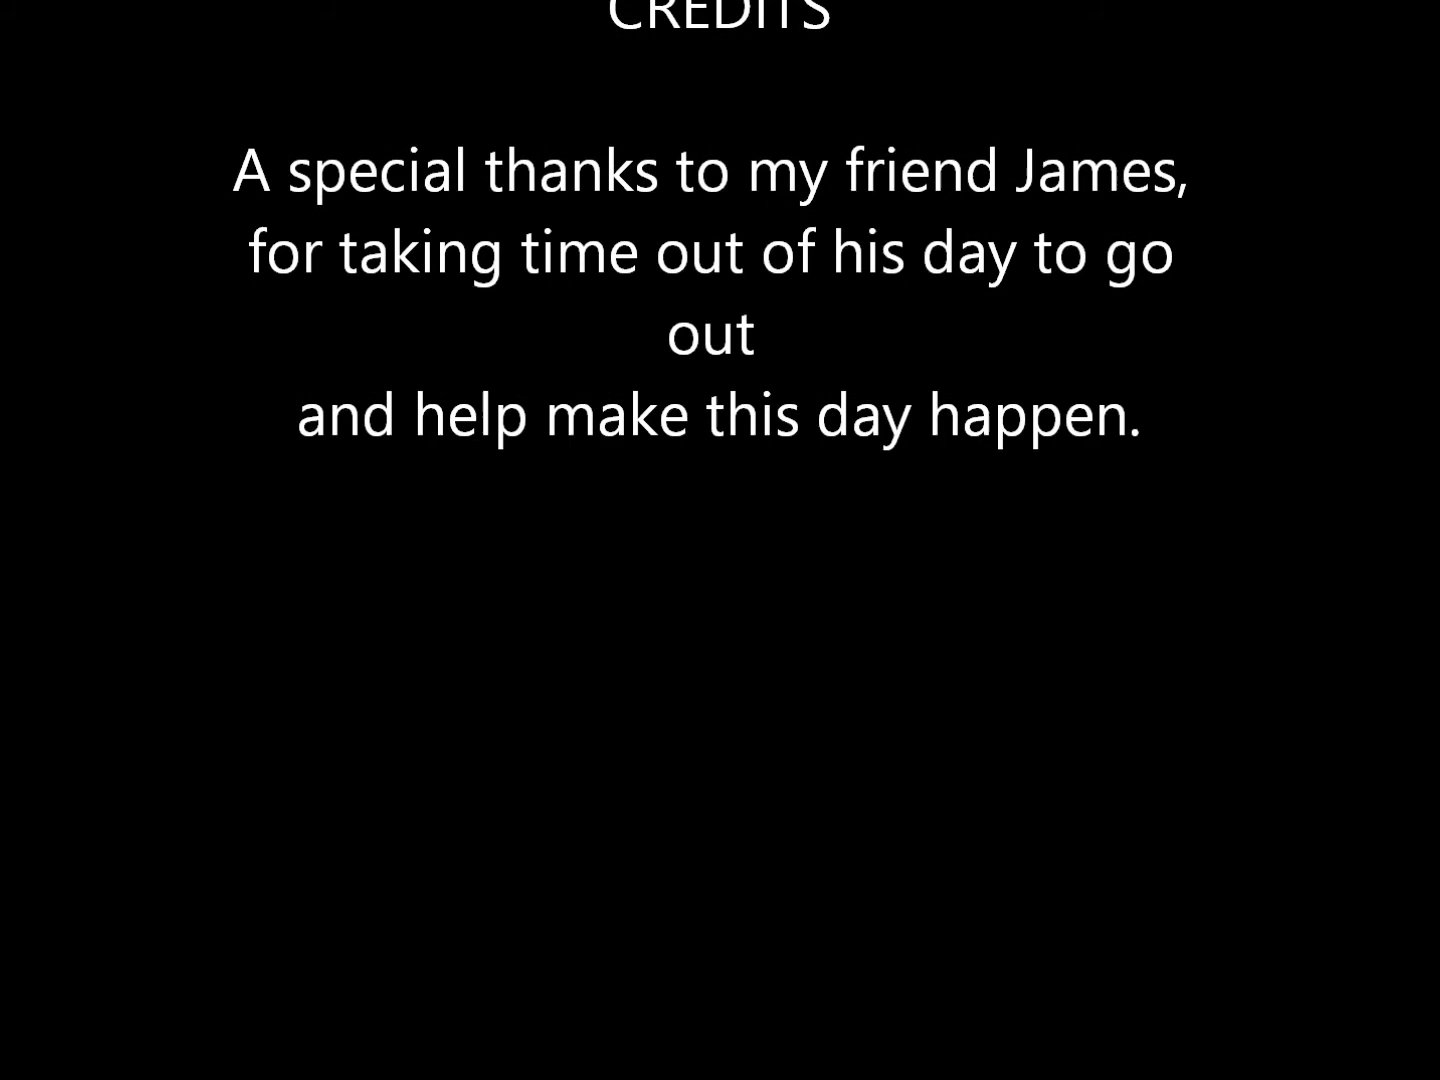 CREDITS
A special thanks to my friend James,
for taking time out of his day to go
out
and help make this day happen.